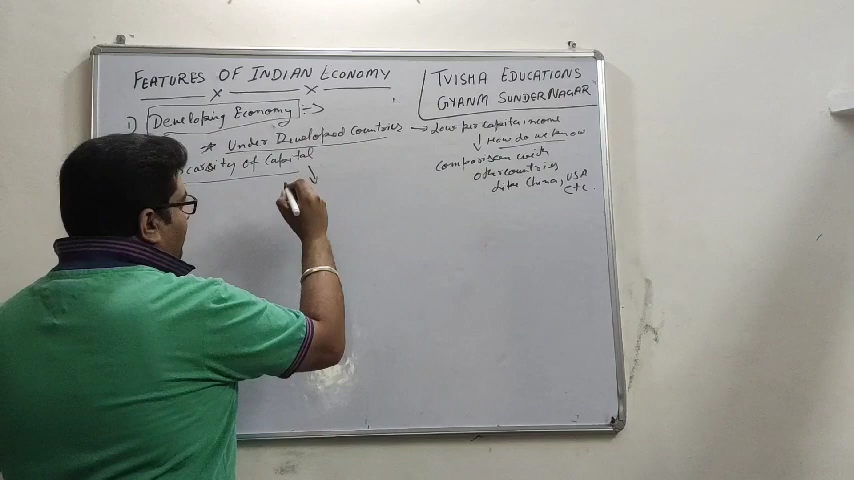 FEATURES OF INDIAN ECONOMY
TVISHA EDUCATIONS
GYANM SUNDERNAGAR
1) Developing Economy :->
* Under Developed countries → Low per capita income
↓ How do we know
comparison with
other countries
like China, USA
etc.
of Capital